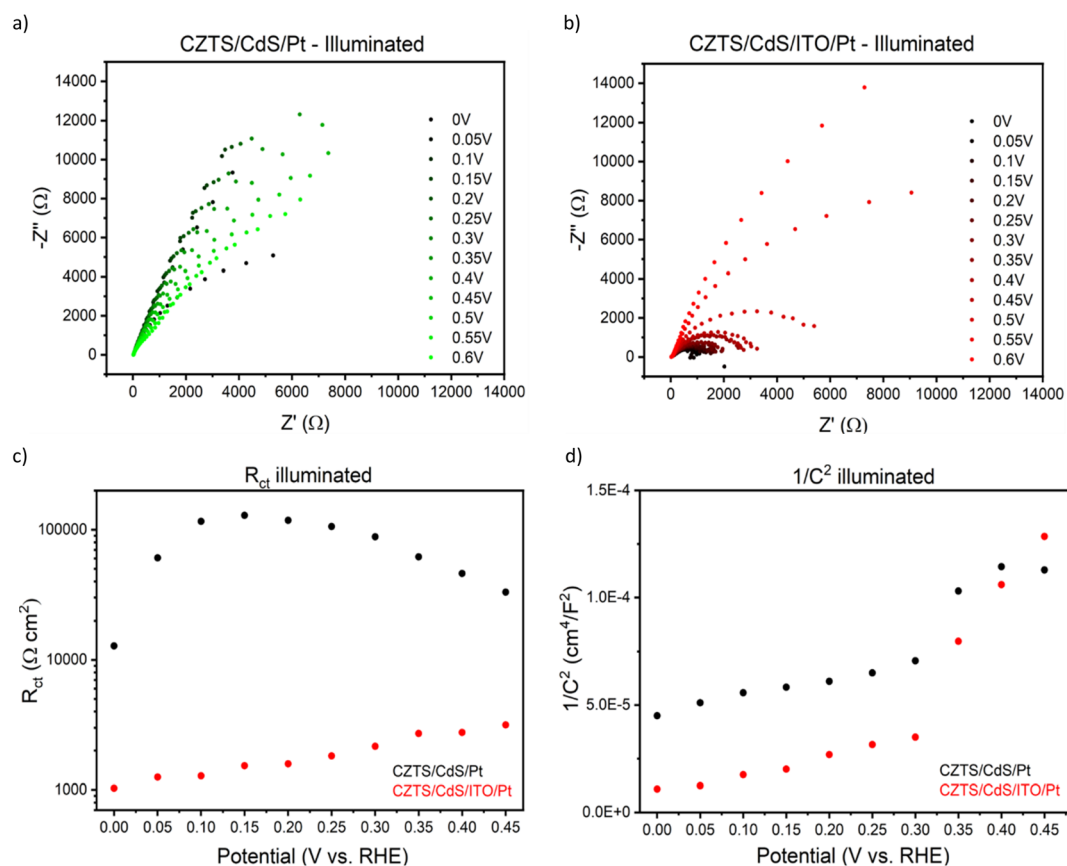 a)
CZTS/CdS/Pt - Illuminated
14000
12000
10000
8000
6000
4000
2000
0
-Z" (Ω)
0V
0.05V
0.1V
0.15V
0.2V
0.25V
0.3V
0.35V
0.4V
0.45V
0.5V
0.55V
0.6V
0 2000 4000 6000 8000 10000 12000 14000
Z' (Ω)
b)
CZTS/CdS/ITO/Pt - Illuminated
14000
12000
10000
8000
6000
4000
2000
0
-Z" (Ω)
0V
0.05V
0.1V
0.15V
0.2V
0.25V
0.3V
0.35V
0.4V
0.45V
0.5V
0.55V
0.6V
0 2000 4000 6000 8000 10000 12000 14000
Z' (Ω)
c)
Rct illuminated
100000
10000
1000
Rct (Ω cm²)
CZTS/CdS/Pt
CZTS/CdS/ITO/Pt
0.00 0.05 0.10 0.15 0.20 0.25 0.30 0.35 0.40 0.45
Potential (V vs. RHE)
d)
1/C² illuminated
1.5E-4
1.0E-4
5.0E-5
0.0E+0
1/C² (cm⁴/F²)
CZTS/CdS/Pt
CZTS/CdS/ITO/Pt
0.00 0.05 0.10 0.15 0.20 0.25 0.30 0.35 0.40 0.45
Potential (V vs. RHE)